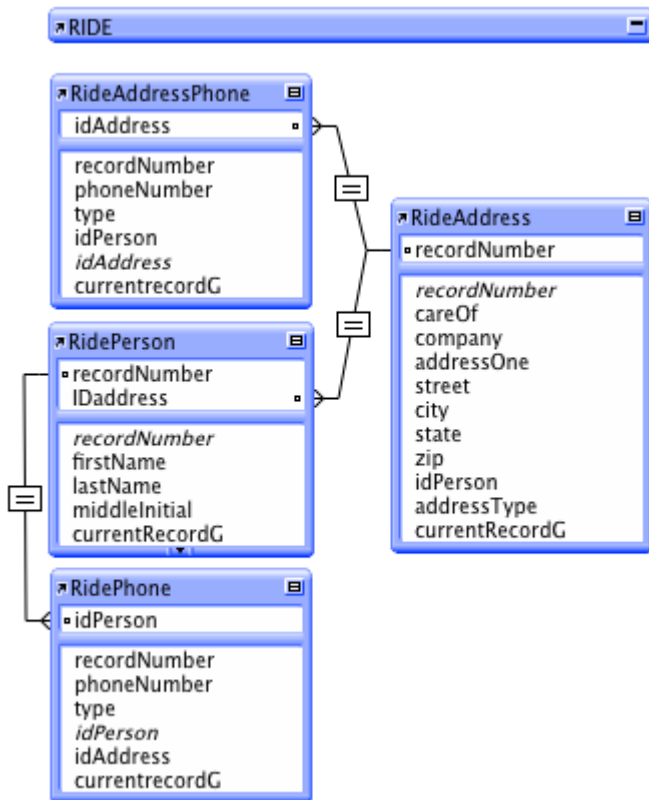 RIDE
RideAddressPhone
idAddress
recordNumber
phoneNumber
type
idPerson
idAddress
currentrecordG
RidePerson
recordNumber
IDaddress
recordNumber
firstName
lastName
middleInitial
currentRecordG
RidePhone
idPerson
recordNumber
phoneNumber
type
idPerson
idAddress
currentrecordG
RideAddress
recordNumber
recordNumber
careOf
company
addressOne
street
city
state
zip
idPerson
addressType
currentRecordG